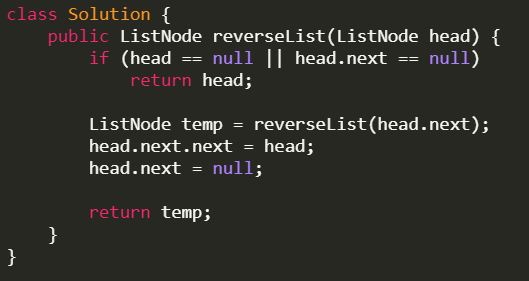 class Solution {
    public ListNode reverseList(ListNode head) {
        if (head == null || head.next == null)
            return head;

        ListNode temp = reverseList(head.next);
        head.next.next = head;
        head.next = null;

        return temp;
    }
}